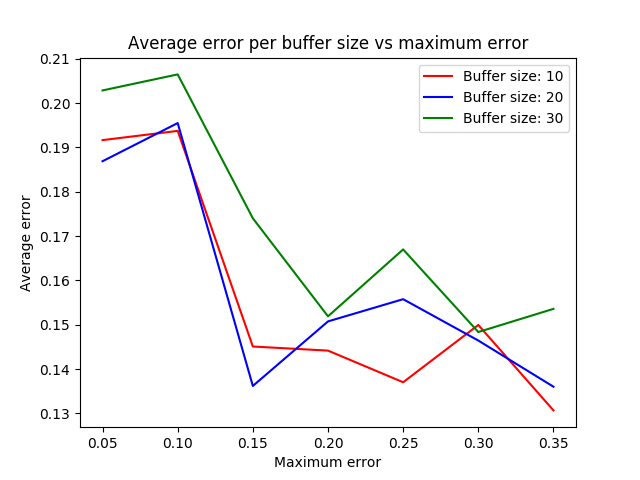 Average error per buffer size vs maximum error
Buffer size: 10
Buffer size: 20
Buffer size: 30
Average error
0.21
0.20
0.19
0.18
0.17
0.16
0.15
0.14
0.13
0.05 0.10 0.15 0.20 0.25 0.30 0.35
Maximum error